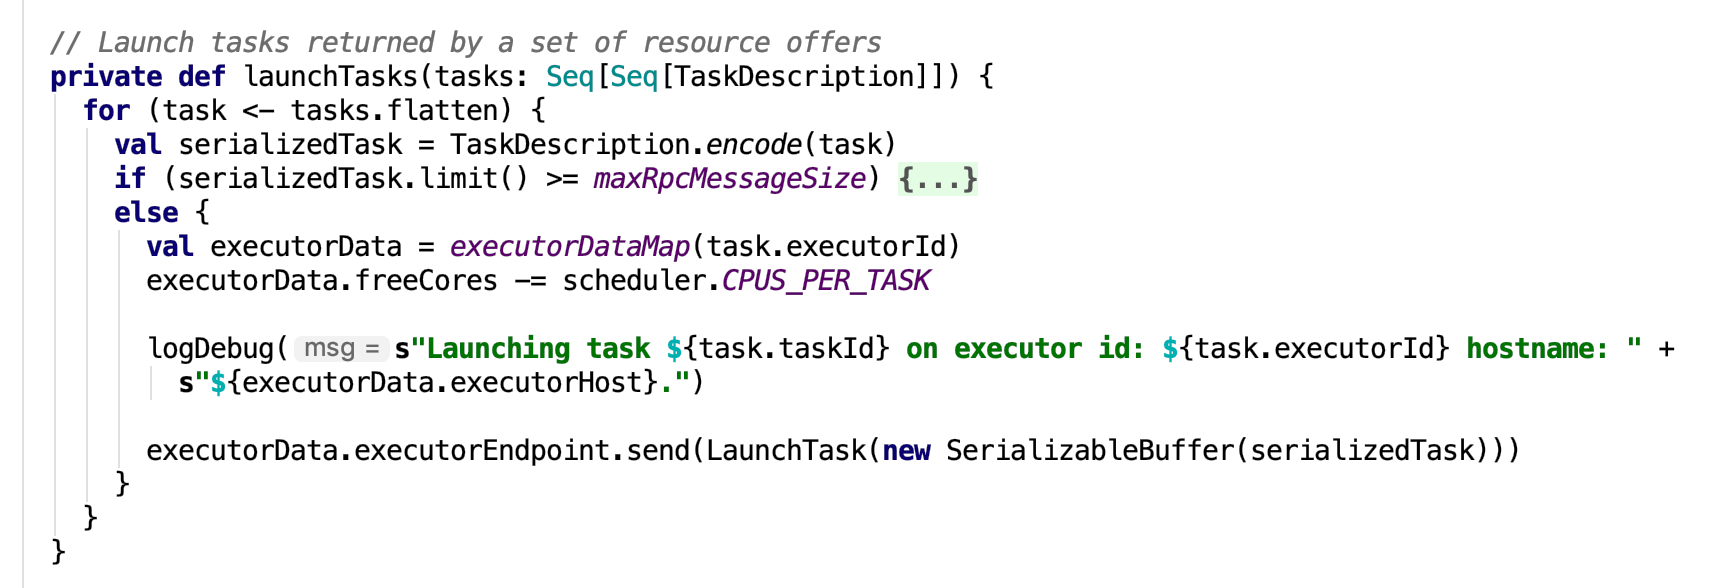 // Launch tasks returned by a set of resource offers
private def launchTasks(tasks: Seq[Seq[TaskDescription]]) {
for (task <- tasks.flatten) {
val serializedTask = TaskDescription.encode(task)
if (serializedTask.limit() >= maxRpcMessageSize) {...}
else {
val executorData = executorDataMap(task.executorId)
executorData.freeCores -= scheduler.CPUS_PER_TASK
logDebug( msg = s"Launching task ${task.taskId} on executor id: ${task.executorId} hostname: " +
s"${executorData.executorHost}.")
executorData.executorEndpoint.send(LaunchTask(new SerializableBuffer(serializedTask)))
}
}
}